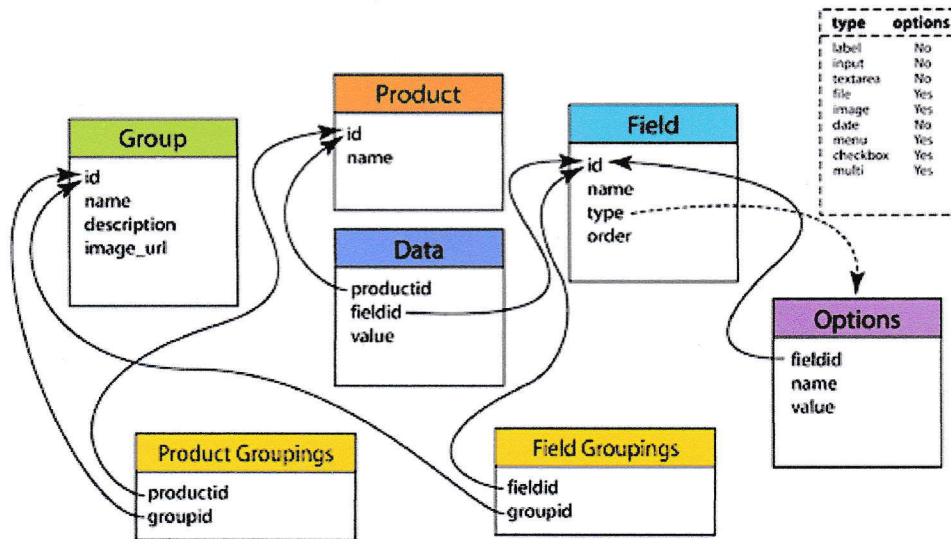 type options
label No
input No
textarea No
file Yes
image Yes
date No
menu Yes
checkbox Yes
multi Yes
Product
id
name
Group
id
name
description
image_url
Field
id
name
type
order
Data
productid
fieldid
value
Options
fieldid
name
value
Product Groupings
productid
groupid
Field Groupings
fieldid
groupid